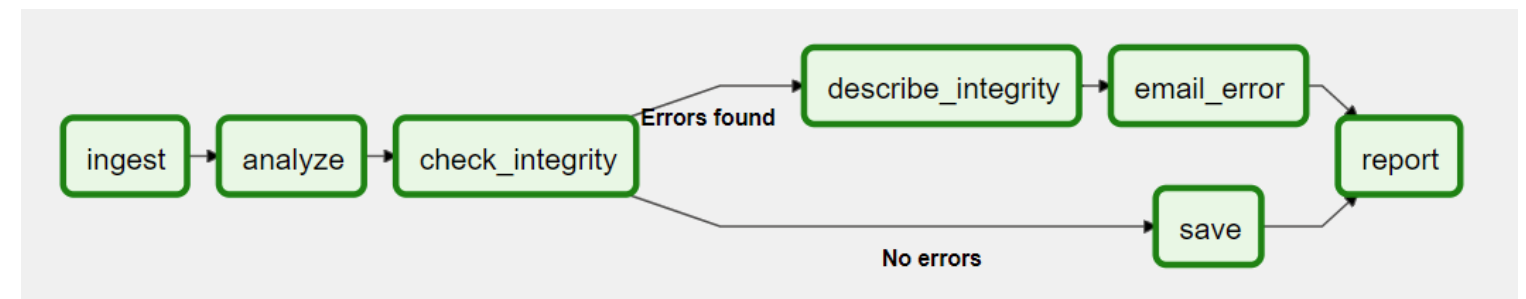 ingest
analyze
check_integrity
Errors found
describe_integrity
email_error
No errors
save
report